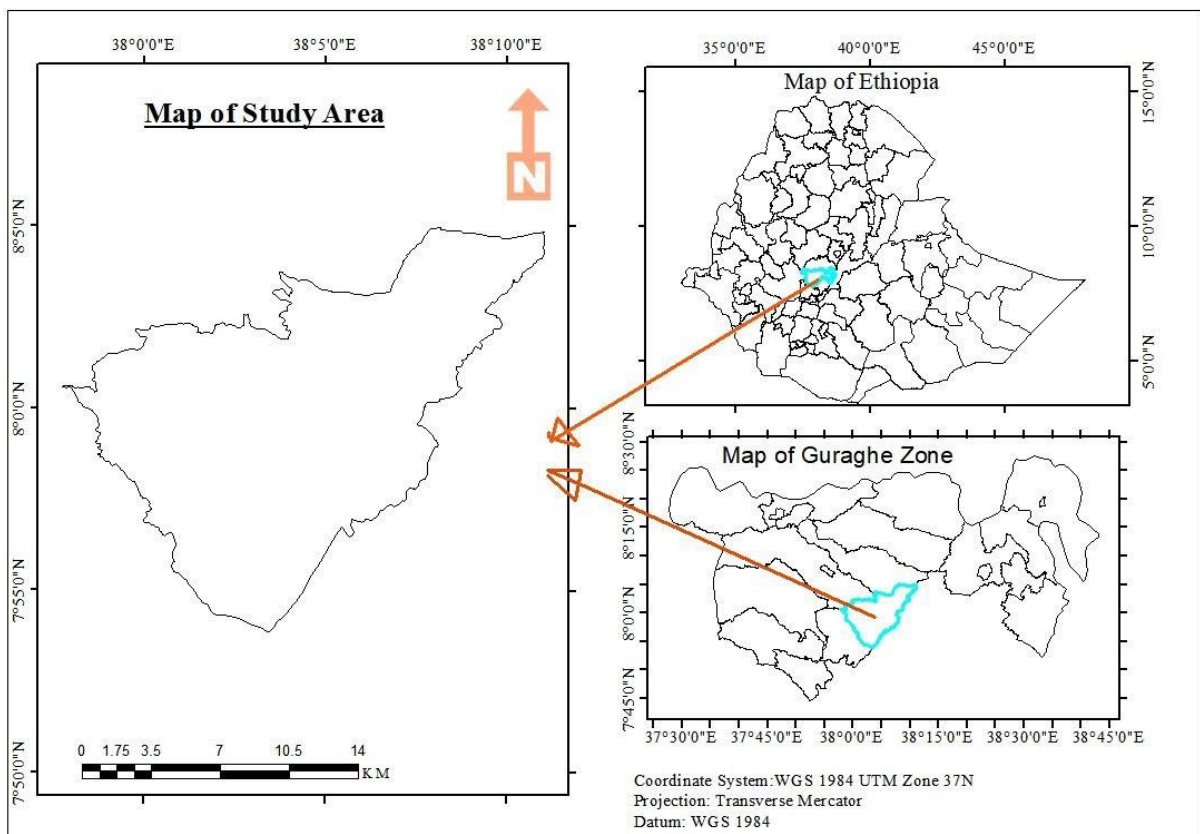 38°0'0"E 38°5'0"E 38°10'0"E
Map of Study Area
N
8°5'0"N
8°0'0"N
7°55'0"N
7°50'0"N
0 1.75 3.5 7 10.5 14
KM
35°0'0"E 40°0'0"E 45°0'0"E
Map of Ethiopia
15°0'0"N
10°0'0"N
5°0'0"N
Map of Guraghe Zone
8°30'0"N
8°15'0"N
8°0'0"N
7°45'0"N
37°30'0"E 37°45'0"E 38°0'0"E 38°15'0"E 38°30'0"E 38°45'0"E
Coordinate System:WGS 1984 UTM Zone 37N
Projection: Transverse Mercator
Datum: WGS 1984